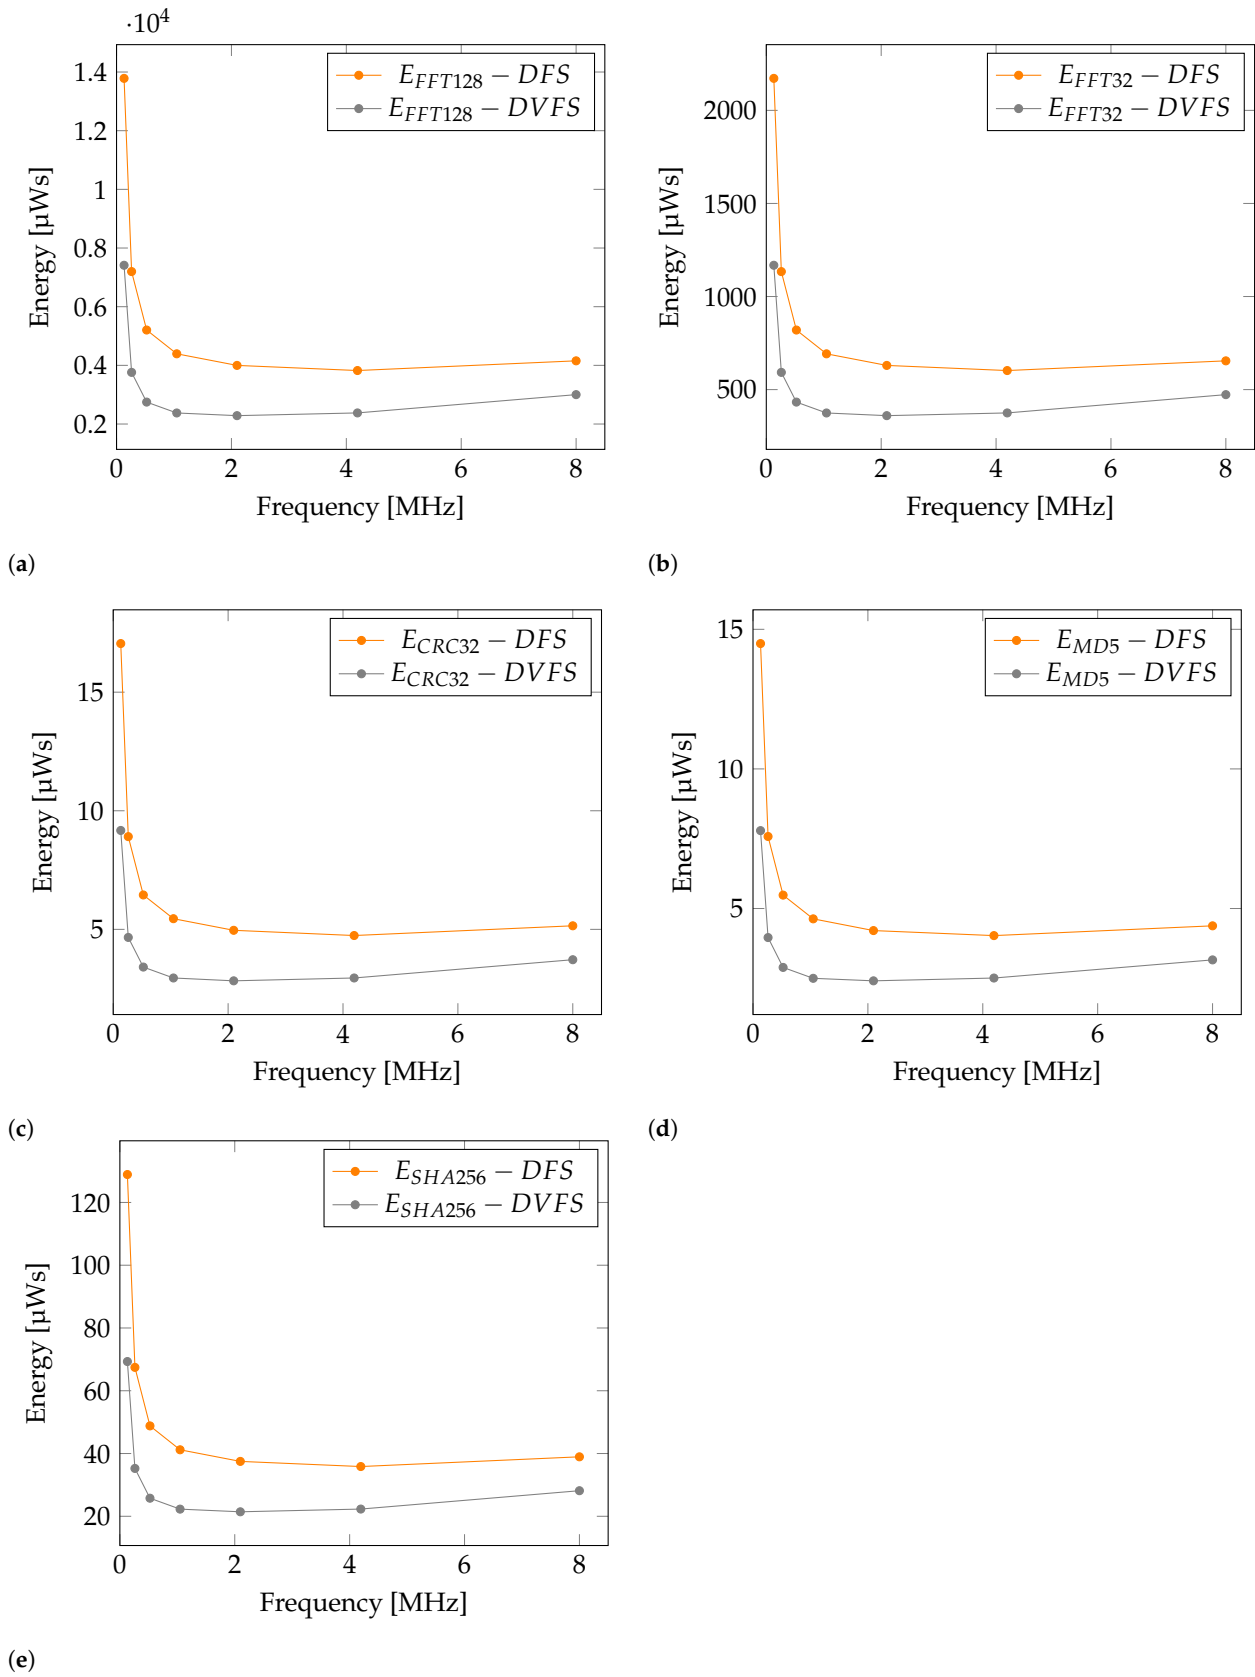 ·10⁴
1.4
1.2
1
0.8
0.6
0.4
0.2
0 2 4 6 8
Energy [µWs]
Frequency [MHz]
E_FFT128 − DFS
E_FFT128 − DVFS
(a)
2000
1500
1000
500
0 2 4 6 8
Energy [µWs]
Frequency [MHz]
E_FFT32 − DFS
E_FFT32 − DVFS
(b)
15
10
5
0 2 4 6 8
Energy [µWs]
Frequency [MHz]
E_CRC32 − DFS
E_CRC32 − DVFS
(c)
15
10
5
0 2 4 6 8
Energy [µWs]
Frequency [MHz]
E_MD5 − DFS
E_MD5 − DVFS
(d)
120
100
80
60
40
20
0 2 4 6 8
Energy [µWs]
Frequency [MHz]
E_SHA256 − DFS
E_SHA256 − DVFS
(e)